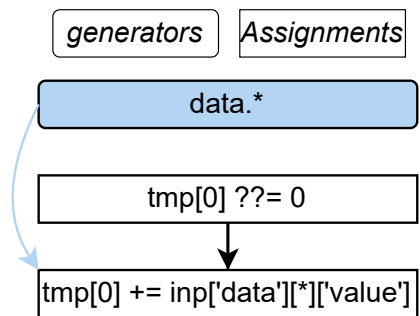 generators Assignments
data.*
tmp[0] ??= 0
tmp[0] += inp['data'][*]['value']